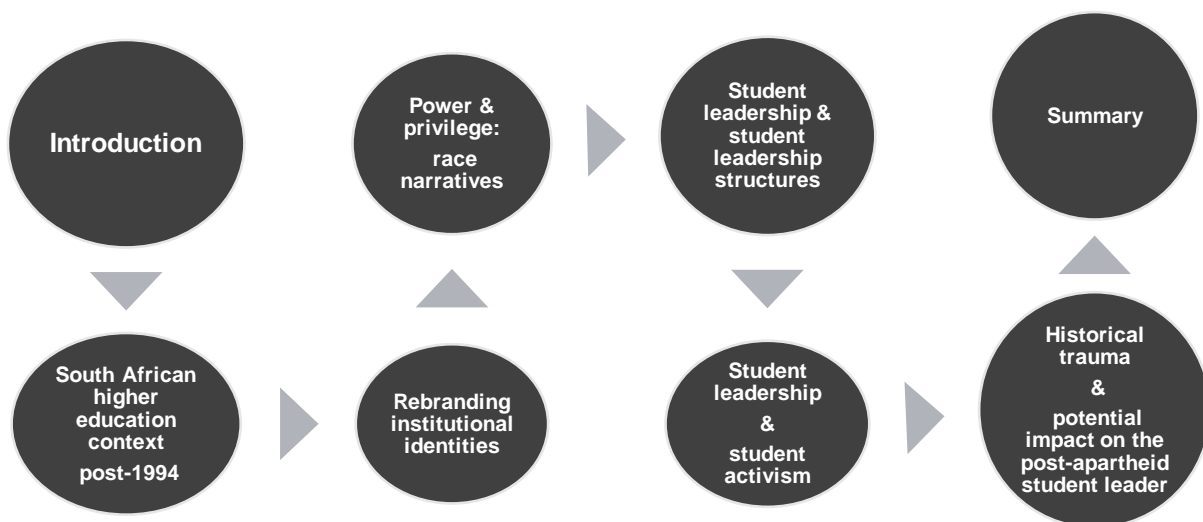 Introduction
South African
higher
education
context
post-1994
Rebranding
institutional
identities
Power &
privilege:
race
narratives
Student
leadership &
student
leadership
structures
Student
leadership
&
student
activism
Historical
trauma
&
potential
impact on the
post-apartheid
student leader
Summary